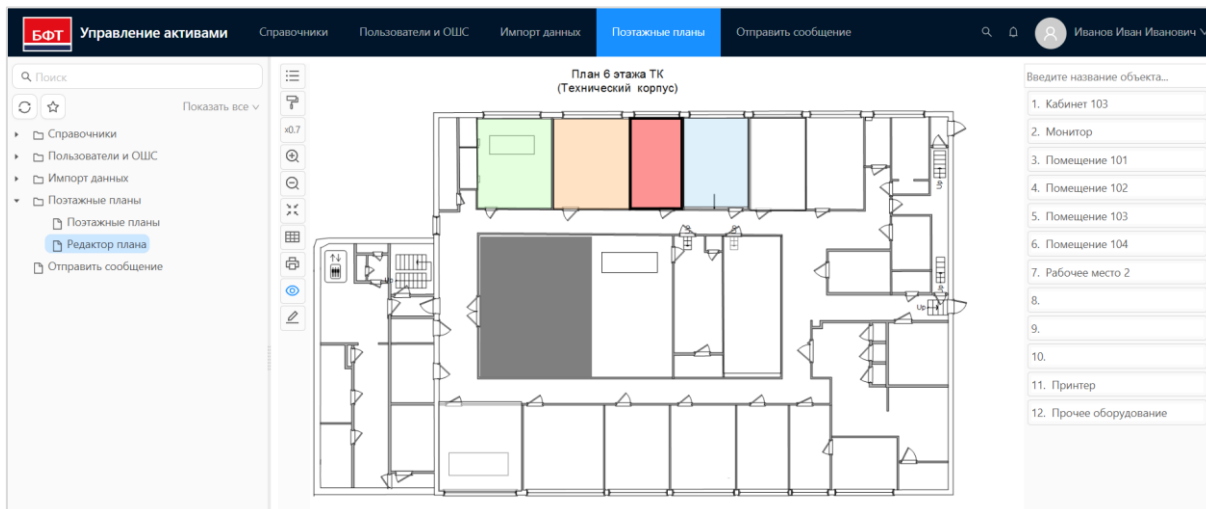 БФТ Управление активами Справочники Пользователи и ОШС Импорт данных Поэтажные планы Отправить сообщение Иванов Иван Иванович
Поиск
Показать все
Справочники
Пользователи и ОШС
Импорт данных
Поэтажные планы
Поэтажные планы
Редактор плана
Отправить сообщение
x0.7
План 6 этажа ТК
(Технический корпус)
Up
Up
Up
Up
Введите название объекта...
1. Кабинет 103
2. Монитор
3. Помещение 101
4. Помещение 102
5. Помещение 103
6. Помещение 104
7. Рабочее место 2
8.
9.
10.
11. Принтер
12. Прочее оборудование